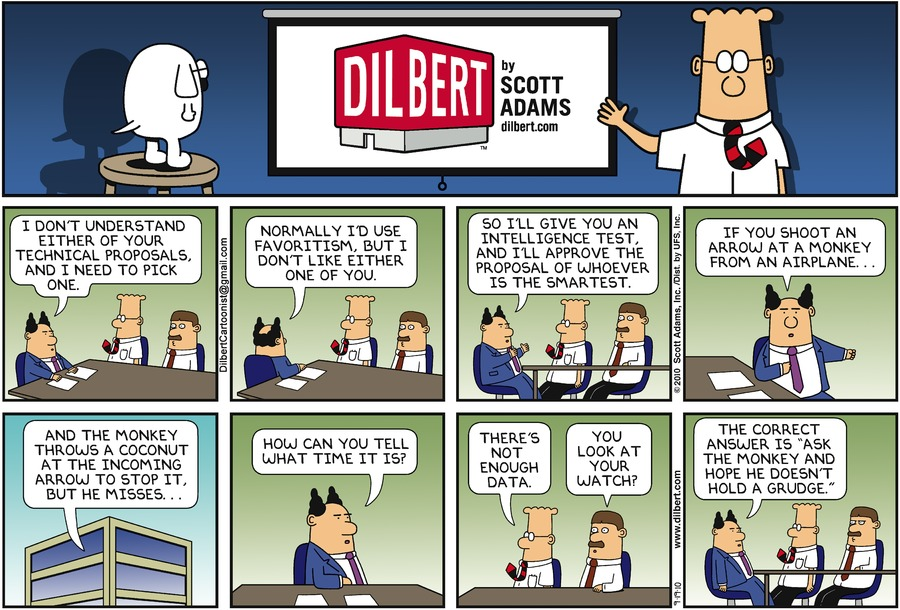 DILBERT
by
SCOTT
ADAMS
dilbert.com
TM
I DON'T UNDERSTAND
EITHER OF YOUR
TECHNICAL PROPOSALS,
AND I NEED TO PICK
ONE.
DilbertCartoonist@gmail.com
NORMALLY I'D USE
FAVORITISM, BUT I
DON'T LIKE EITHER
ONE OF YOU.
SO I'LL GIVE YOU AN
INTELLIGENCE TEST,
AND I'LL APPROVE THE
PROPOSAL OF WHOEVER
IS THE SMARTEST.
© 2010 Scott Adams, Inc. /Dist. by UFS, Inc.
IF YOU SHOOT AN
ARROW AT A MONKEY
FROM AN AIRPLANE...
AND THE MONKEY
THROWS A COCONUT
AT THE INCOMING
ARROW TO STOP IT,
BUT HE MISSES...
HOW CAN YOU TELL
WHAT TIME IT IS?
THERE'S
NOT
ENOUGH
DATA.
YOU
LOOK AT
YOUR
WATCH?
www.dilbert.com
9-19-10
THE CORRECT
ANSWER IS "ASK
THE MONKEY AND
HOPE HE DOESN'T
HOLD A GRUDGE."